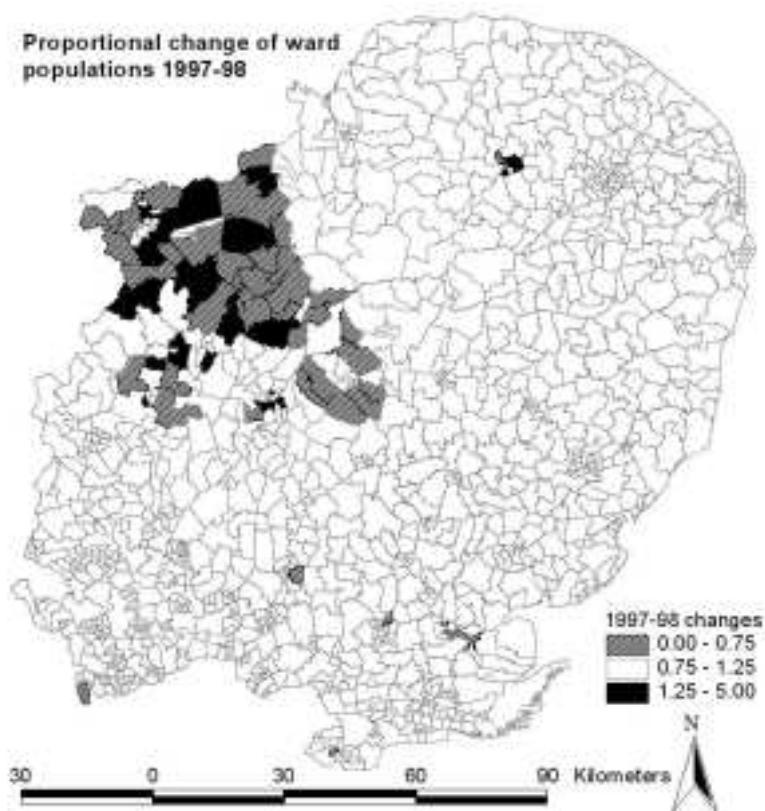 Proportional change of ward
populations 1997-98
1997-98 changes
0.00 - 0.75
0.75 - 1.25
1.25 - 5.00
N
30 0 30 60 90 Kilometers